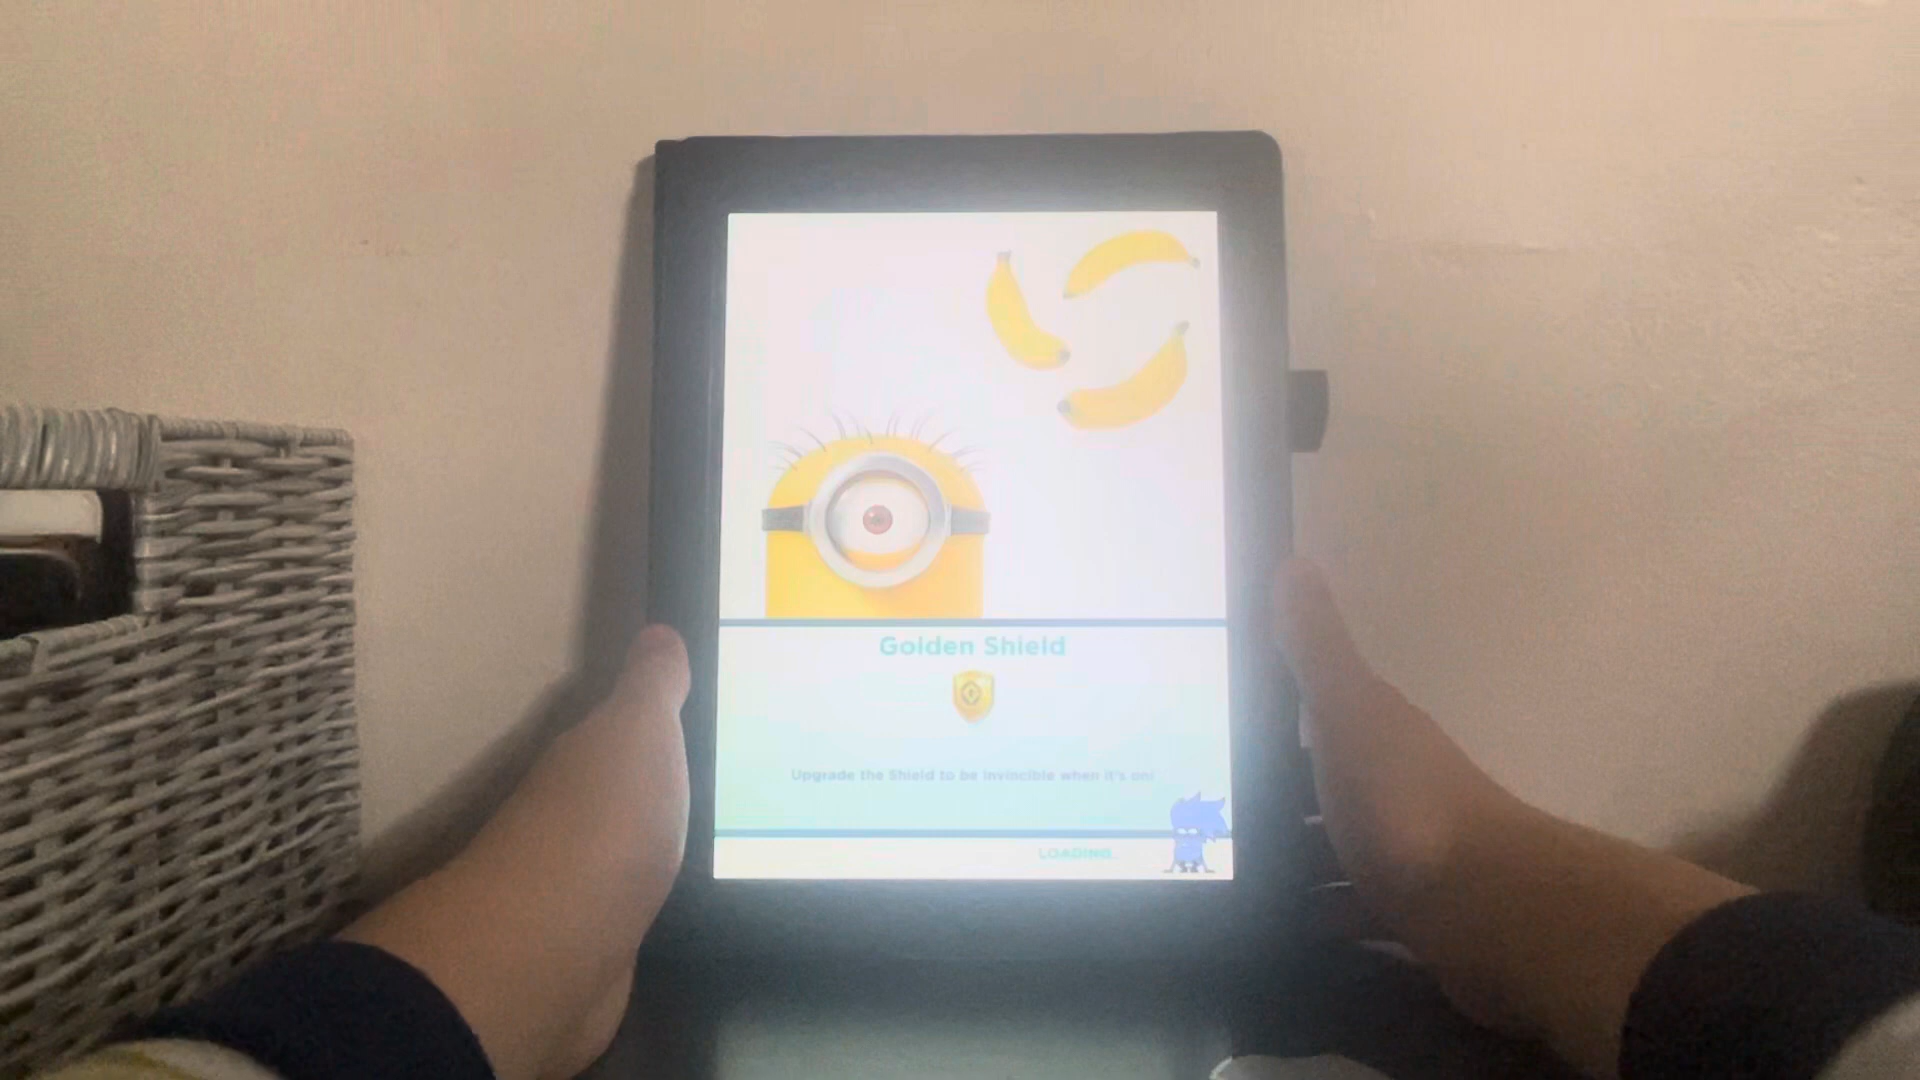 Golden Shield
Upgrade the Shield to be invincible when it's on!
LOADING...